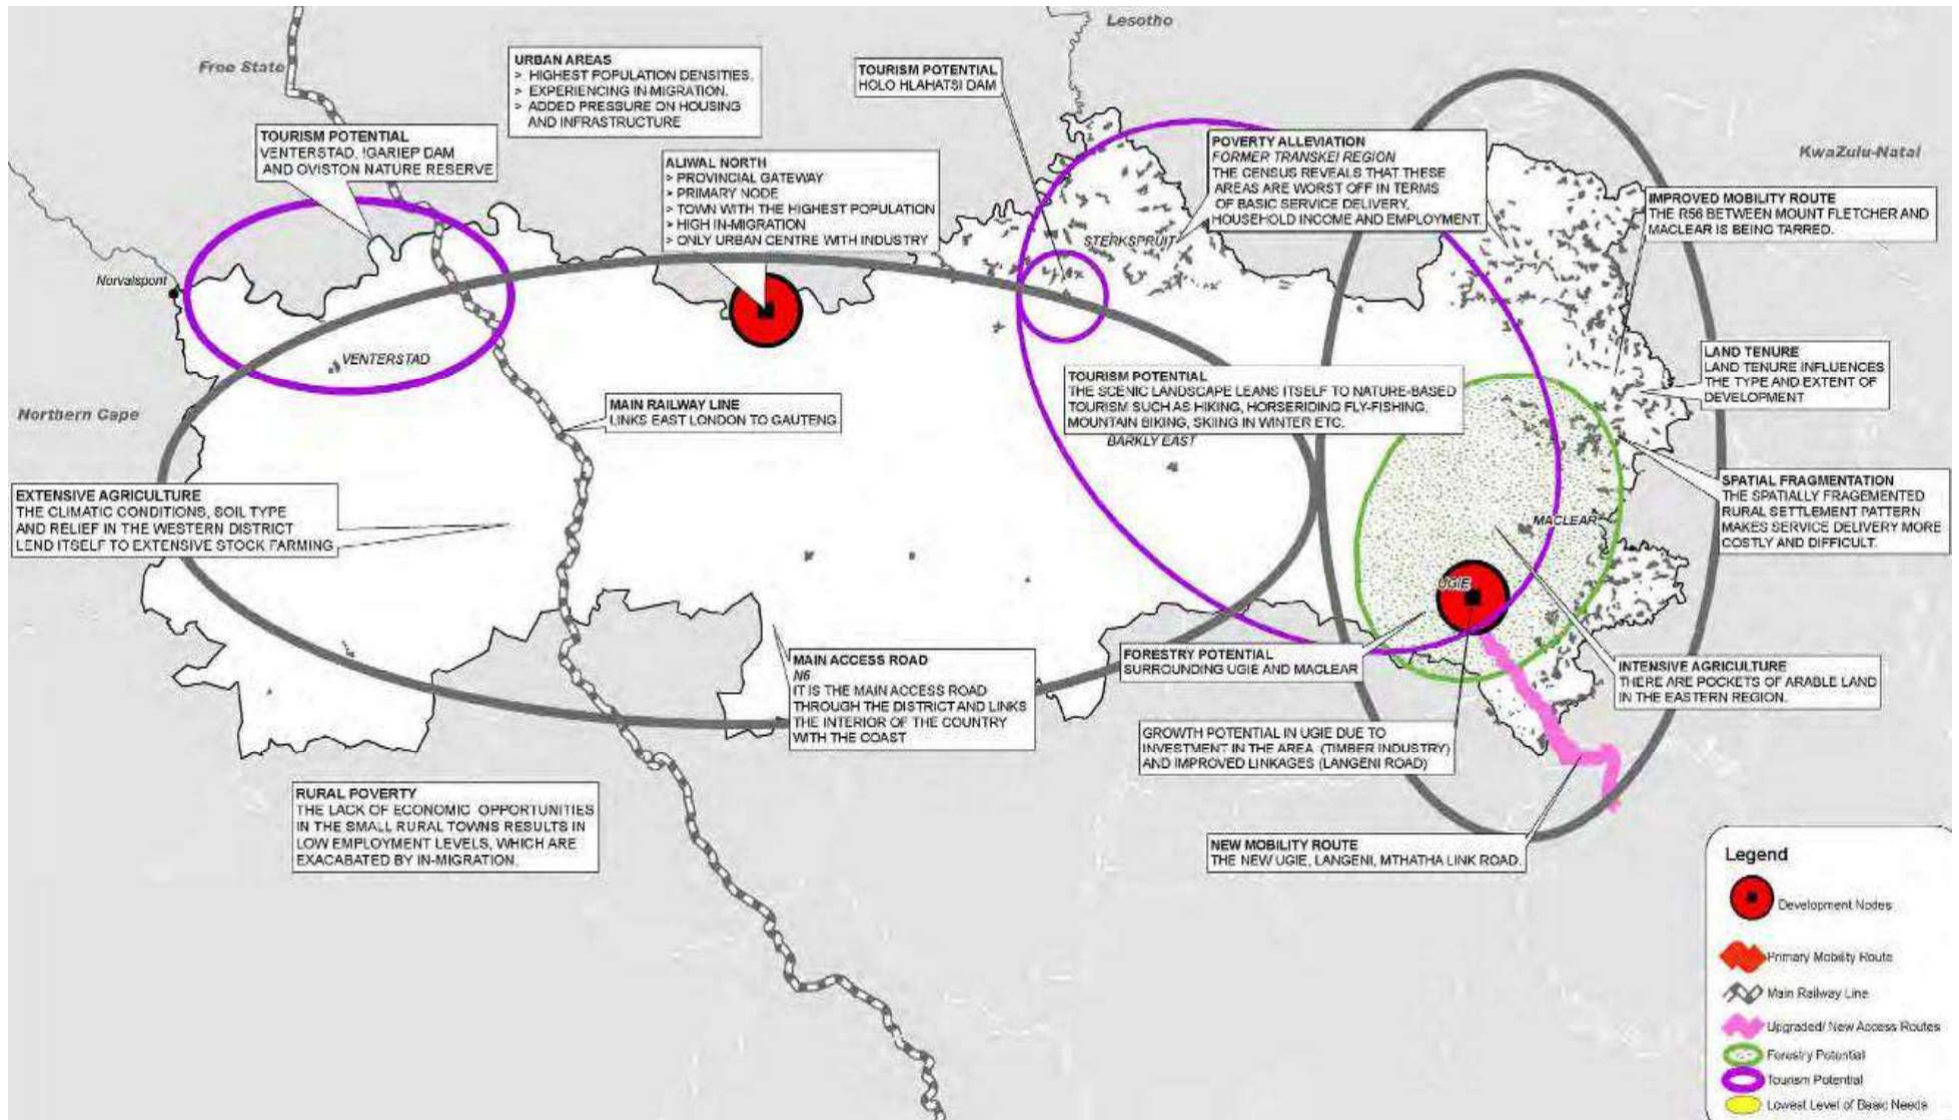 Lesotho
Free State
KwaZulu-Natal
Northern Cape
URBAN AREAS
> HIGHEST POPULATION DENSITIES.
> EXPERIENCING IN-MIGRATION.
> ADDED PRESSURE ON HOUSING
AND INFRASTRUCTURE
TOURISM POTENTIAL
HOLO HLAHATSI DAM
TOURISM POTENTIAL
VENTERSTAD, !GARIEP DAM
AND OVISTON NATURE RESERVE
ALIWAL NORTH
> PROVINCIAL GATEWAY
> PRIMARY NODE
> TOWN WITH THE HIGHEST POPULATION
> HIGH IN-MIGRATION
> ONLY URBAN CENTRE WITH INDUSTRY
POVERTY ALLEVIATION
FORMER TRANSKEI REGION
THE CENSUS REVEALS THAT THESE
AREAS ARE WORST OFF IN TERMS
OF BASIC SERVICE DELIVERY,
HOUSEHOLD INCOME AND EMPLOYMENT.
IMPROVED MOBILITY ROUTE
THE R56 BETWEEN MOUNT FLETCHER AND
MACLEAR IS BEING TARRED.
STERKSPRUIT
Norvalspont
VENTERSTAD
MAIN RAILWAY LINE
LINKS EAST LONDON TO GAUTENG
TOURISM POTENTIAL
THE SCENIC LANDSCAPE LEANS ITSELF TO NATURE-BASED
TOURISM SUCH AS HIKING, HORSERIDING FLY-FISHING,
MOUNTAIN BIKING, SKIING IN WINTER ETC.
BARKLY EAST
LAND TENURE
LAND TENURE INFLUENCES
THE TYPE AND EXTENT OF
DEVELOPMENT
EXTENSIVE AGRICULTURE
THE CLIMATIC CONDITIONS, SOIL TYPE
AND RELIEF IN THE WESTERN DISTRICT
LEND ITSELF TO EXTENSIVE STOCK FARMING
SPATIAL FRAGMENTATION
THE SPATIALLY FRAGEMENTED
RURAL SETTLEMENT PATTERN
MAKES SERVICE DELIVERY MORE
COSTLY AND DIFFICULT.
MACLEAR
UGIE
MAIN ACCESS ROAD
N6
IT IS THE MAIN ACCESS ROAD
THROUGH THE DISTRICT AND LINKS
THE INTERIOR OF THE COUNTRY
WITH THE COAST
FORESTRY POTENTIAL
SURROUNDING UGIE AND MACLEAR
INTENSIVE AGRICULTURE
THERE ARE POCKETS OF ARABLE LAND
IN THE EASTERN REGION.
GROWTH POTENTIAL IN UGIE DUE TO
INVESTMENT IN THE AREA (TIMBER INDUSTRY)
AND IMPROVED LINKAGES (LANGENI ROAD)
RURAL POVERTY
THE LACK OF ECONOMIC OPPORTUNITIES
IN THE SMALL RURAL TOWNS RESULTS IN
LOW EMPLOYMENT LEVELS, WHICH ARE
EXACABATED BY IN-MIGRATION.
NEW MOBILITY ROUTE
THE NEW UGIE, LANGENI, MTHATHA LINK ROAD.
Legend
Development Nodes
Primary Mobility Route
Main Railway Line
Upgraded/ New Access Routes
Forestry Potential
Tourism Potential
Lowest Level of Basic Needs